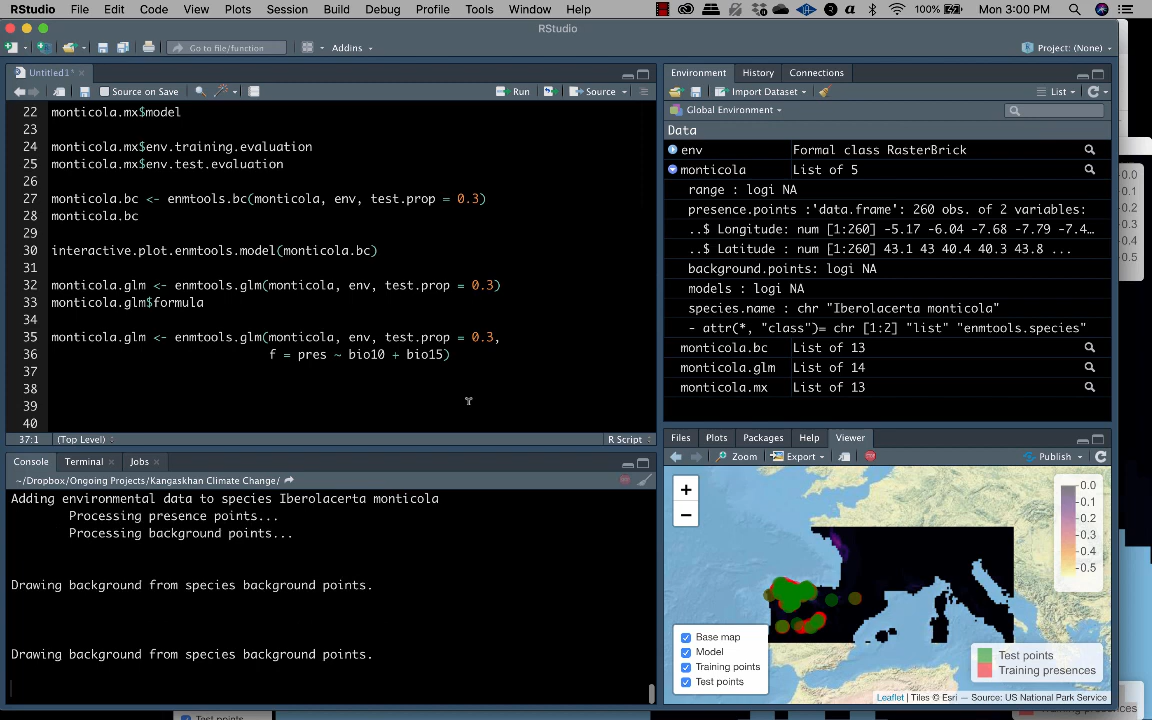 RStudio File Edit Code View Plots Session Build Debug Profile Tools Window Help 100% Mon 3:00 PM
RStudio
Go to file/function Addins Project: (None)
Untitled1*
Source on Save Run Source
22 monticola.mx$model
23
24 monticola.mx$env.training.evaluation
25 monticola.mx$env.test.evaluation
26
27 monticola.bc <- enmtools.bc(monticola, env, test.prop = 0.3)
28 monticola.bc
29
30 interactive.plot.enmtools.model(monticola.bc)
31
32 monticola.glm <- enmtools.glm(monticola, env, test.prop = 0.3)
33 monticola.glm$formula
34
35 monticola.glm <- enmtools.glm(monticola, env, test.prop = 0.3,
36 f = pres ~ bio10 + bio15)
37
38
39
40
37:1 (Top Level) R Script
Console Terminal Jobs
~/Dropbox/Ongoing Projects/Kangaskhan Climate Change/
Adding environmental data to species Iberolacerta monticola
Processing presence points...
Processing background points...
Drawing background from species background points.
Drawing background from species background points.
Environment History Connections
Import Dataset List
Global Environment
Data
env Formal class RasterBrick
monticola List of 5
range : logi NA
presence.points :'data.frame': 260 obs. of 2 variables:
..$ Longitude: num [1:260] -5.17 -6.04 -7.68 -7.79 -7.4…
..$ Latitude : num [1:260] 43.1 43 40.4 40.3 43.8 ...
background.points: logi NA
models : logi NA
species.name : chr "Iberolacerta monticola"
- attr(*, "class")= chr [1:2] "list" "enmtools.species"
monticola.bc List of 13
monticola.glm List of 14
monticola.mx List of 13
Files Plots Packages Help Viewer
Zoom Export Publish
+
−
-0.0
-0.1
-0.2
-0.3
-0.4
-0.5
Base map
Model
Training points
Test points
Test points
Training presences
Leaflet | Tiles © Esri — Source: US National Park Service
-0.0
-0.1
-0.2
-0.3
-0.4
-0.5
Test points